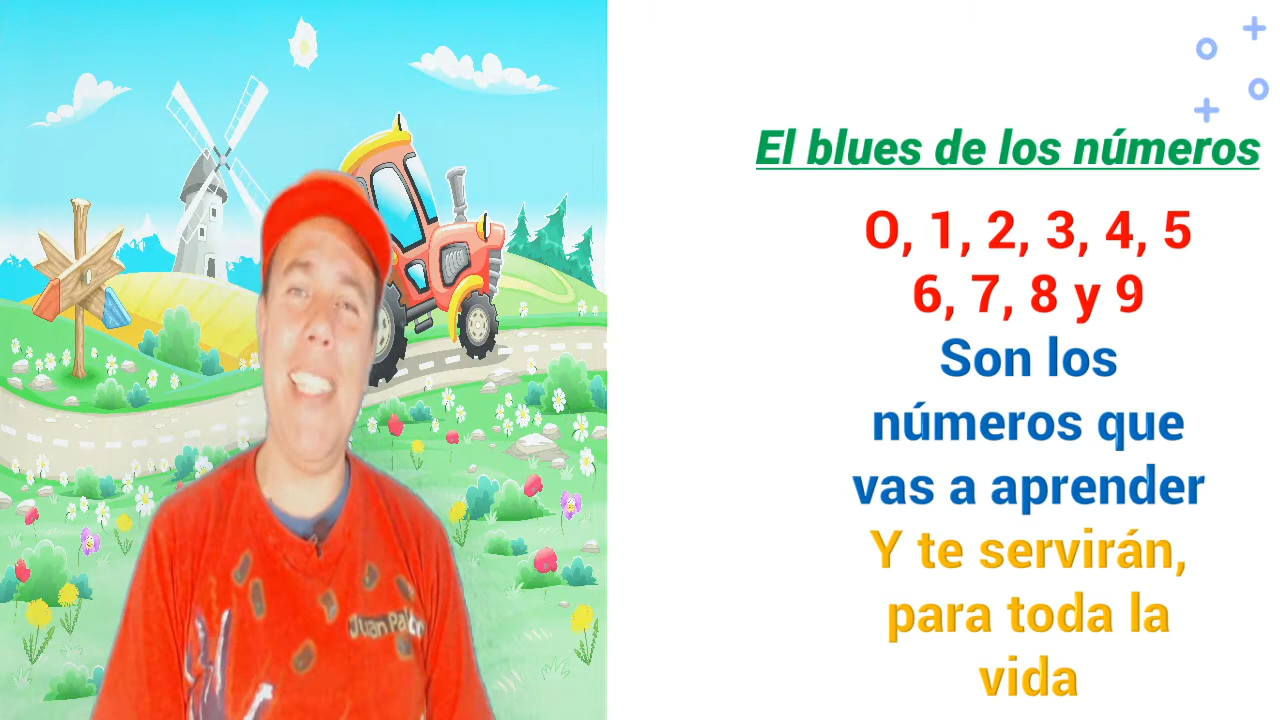 El blues de los números
O, 1, 2, 3, 4, 5
6, 7, 8 y 9
Son los
números que
vas a aprender
Y te servirán,
para toda la
vida
Juan